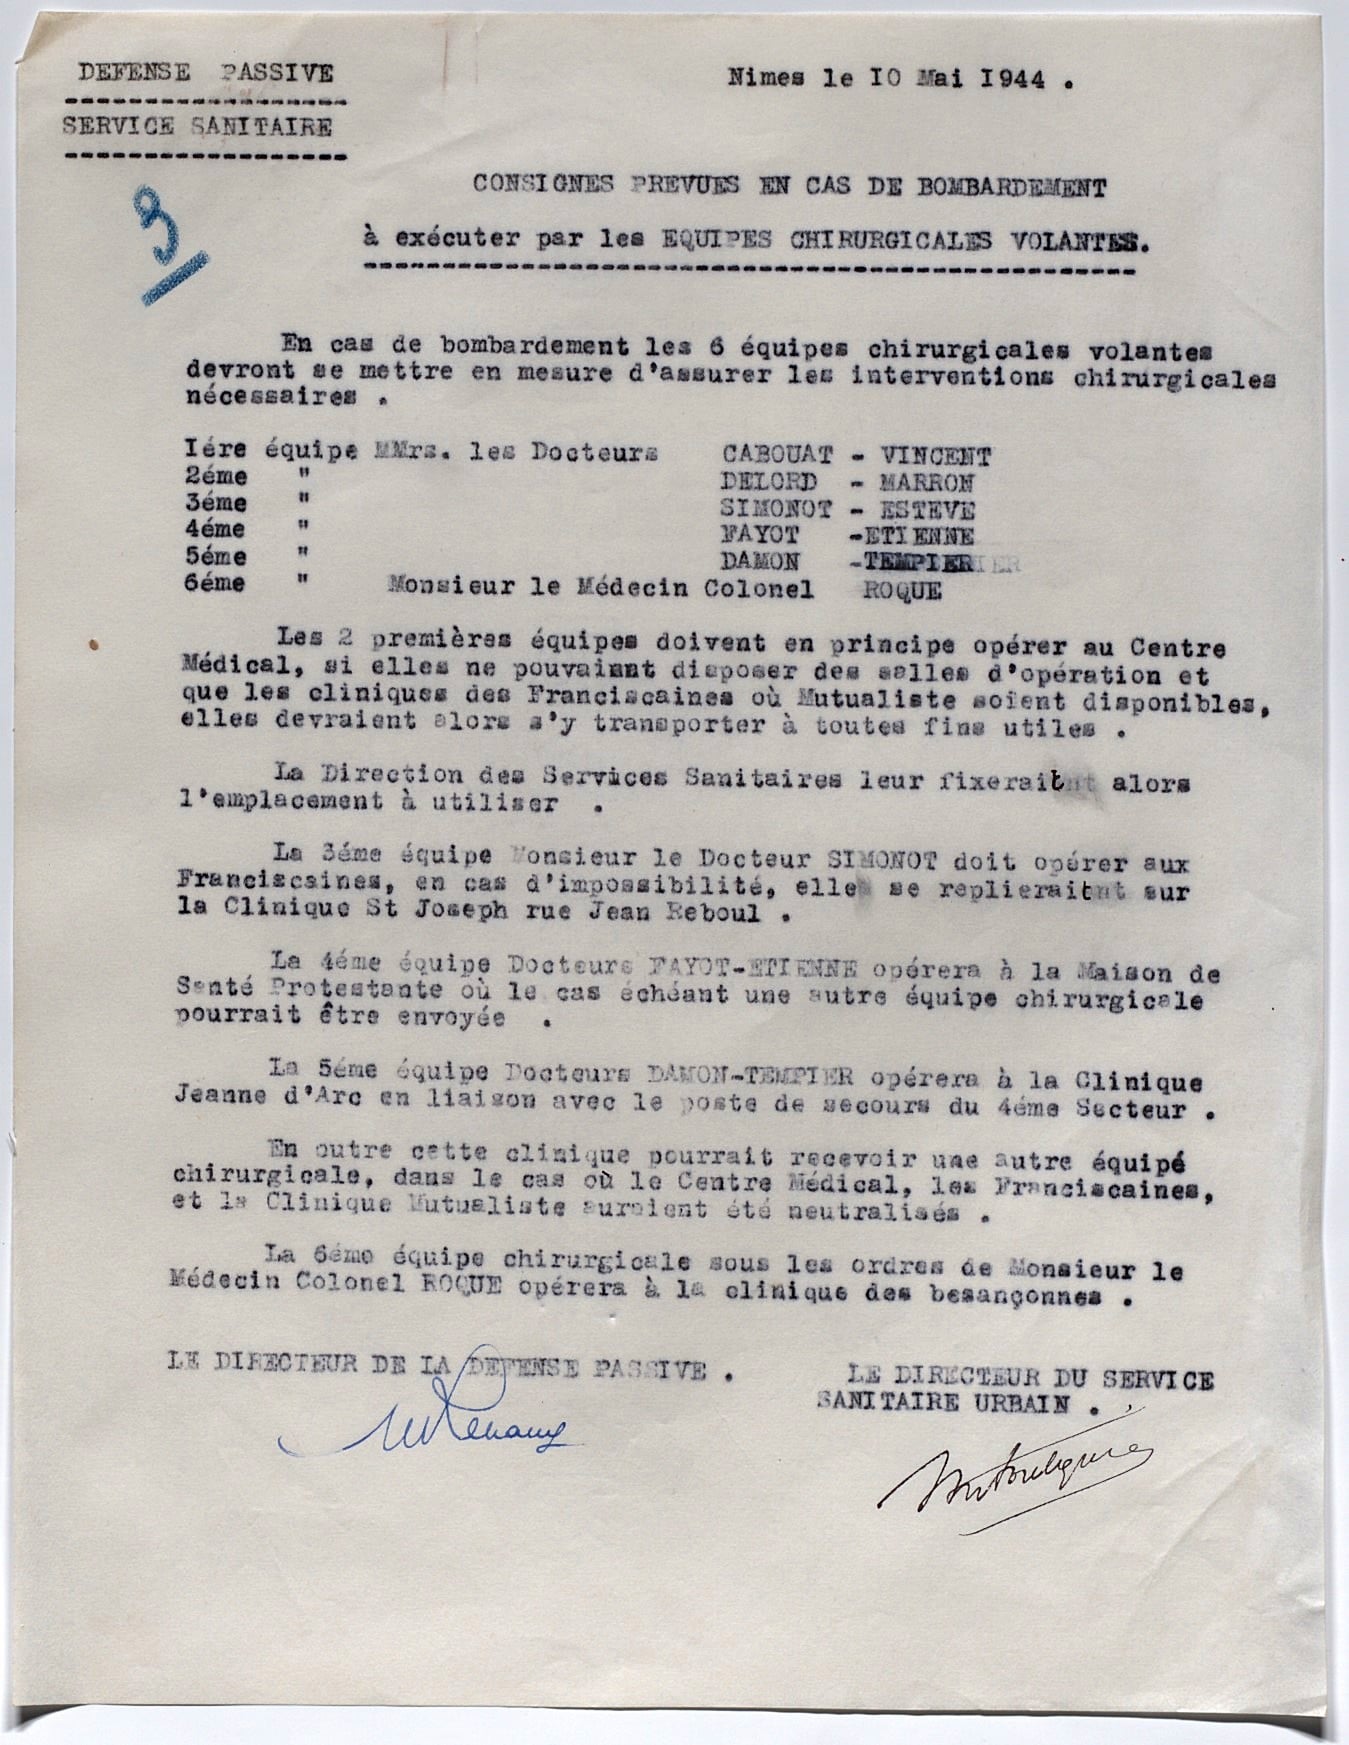 DEFENSE PASSIVE
SERVICE SANITAIRE
Nimes le IO Mai I944 .
3
CONSIGNES PREVUES EN CAS DE BOMBARDEMENT
à exécuter par les EQUIPES CHIRURGICALES VOLANTES.
En cas de bombardement les 6 équipes chirurgicales volantes
devront se mettre en mesure d'assurer les interventions chirurgicales
nécessaires .
Iére équipe MMrs. les Docteurs CABOUAT - VINCENT
2éme " DELORD - MARRON
3éme " SIMONOT - ESTEVE
4éme " FAYOT -ETIENNE
5éme " DAMON -TEMPIER
6éme " Monsieur le Médecin Colonel ROQUE
Les 2 premières équipes doivent en principe opérer au Centre
Médical, si elles ne pouvaient disposer des salles d'opération et
que les cliniques des Franciscaines où Mutualiste soient disponibles,
elles devraient alors s'y transporter à toutes fins utiles .
La Direction des Services Sanitaires leur fixerait alors
l'emplacement à utiliser .
La 3éme équipe Monsieur le Docteur SIMONOT doit opérer aux
Franciscaines, en cas d'impossibilité, elle se replierait sur
la Clinique St Joseph rue Jean Reboul .
La 4éme équipe Docteurs FAYOT-ETIENNE opérera à la Maison de
Santé Protestante où le cas échéant une autre équipe chirurgicale
pourrait être envoyée .
La 5éme équipe Docteurs DAMON-TEMPIER opérera à la Clinique
Jeanne d'Arc en liaison avec le poste de secours du 4éme Secteur .
En outre cette clinique pourrait recevoir une autre équipé
chirurgicale, dans le cas où le Centre Médical, les Franciscaines,
et la Clinique Mutualiste auraient été neutralisés .
La 6éme équipe chirurgicale sous les ordres de Monsieur le
Médecin Colonel ROQUE opérera à la clinique des besançonnes .
LE DIRECTEUR DE LA DEFENSE PASSIVE .
LE DIRECTEUR DU SERVICE
SANITAIRE URBAIN .